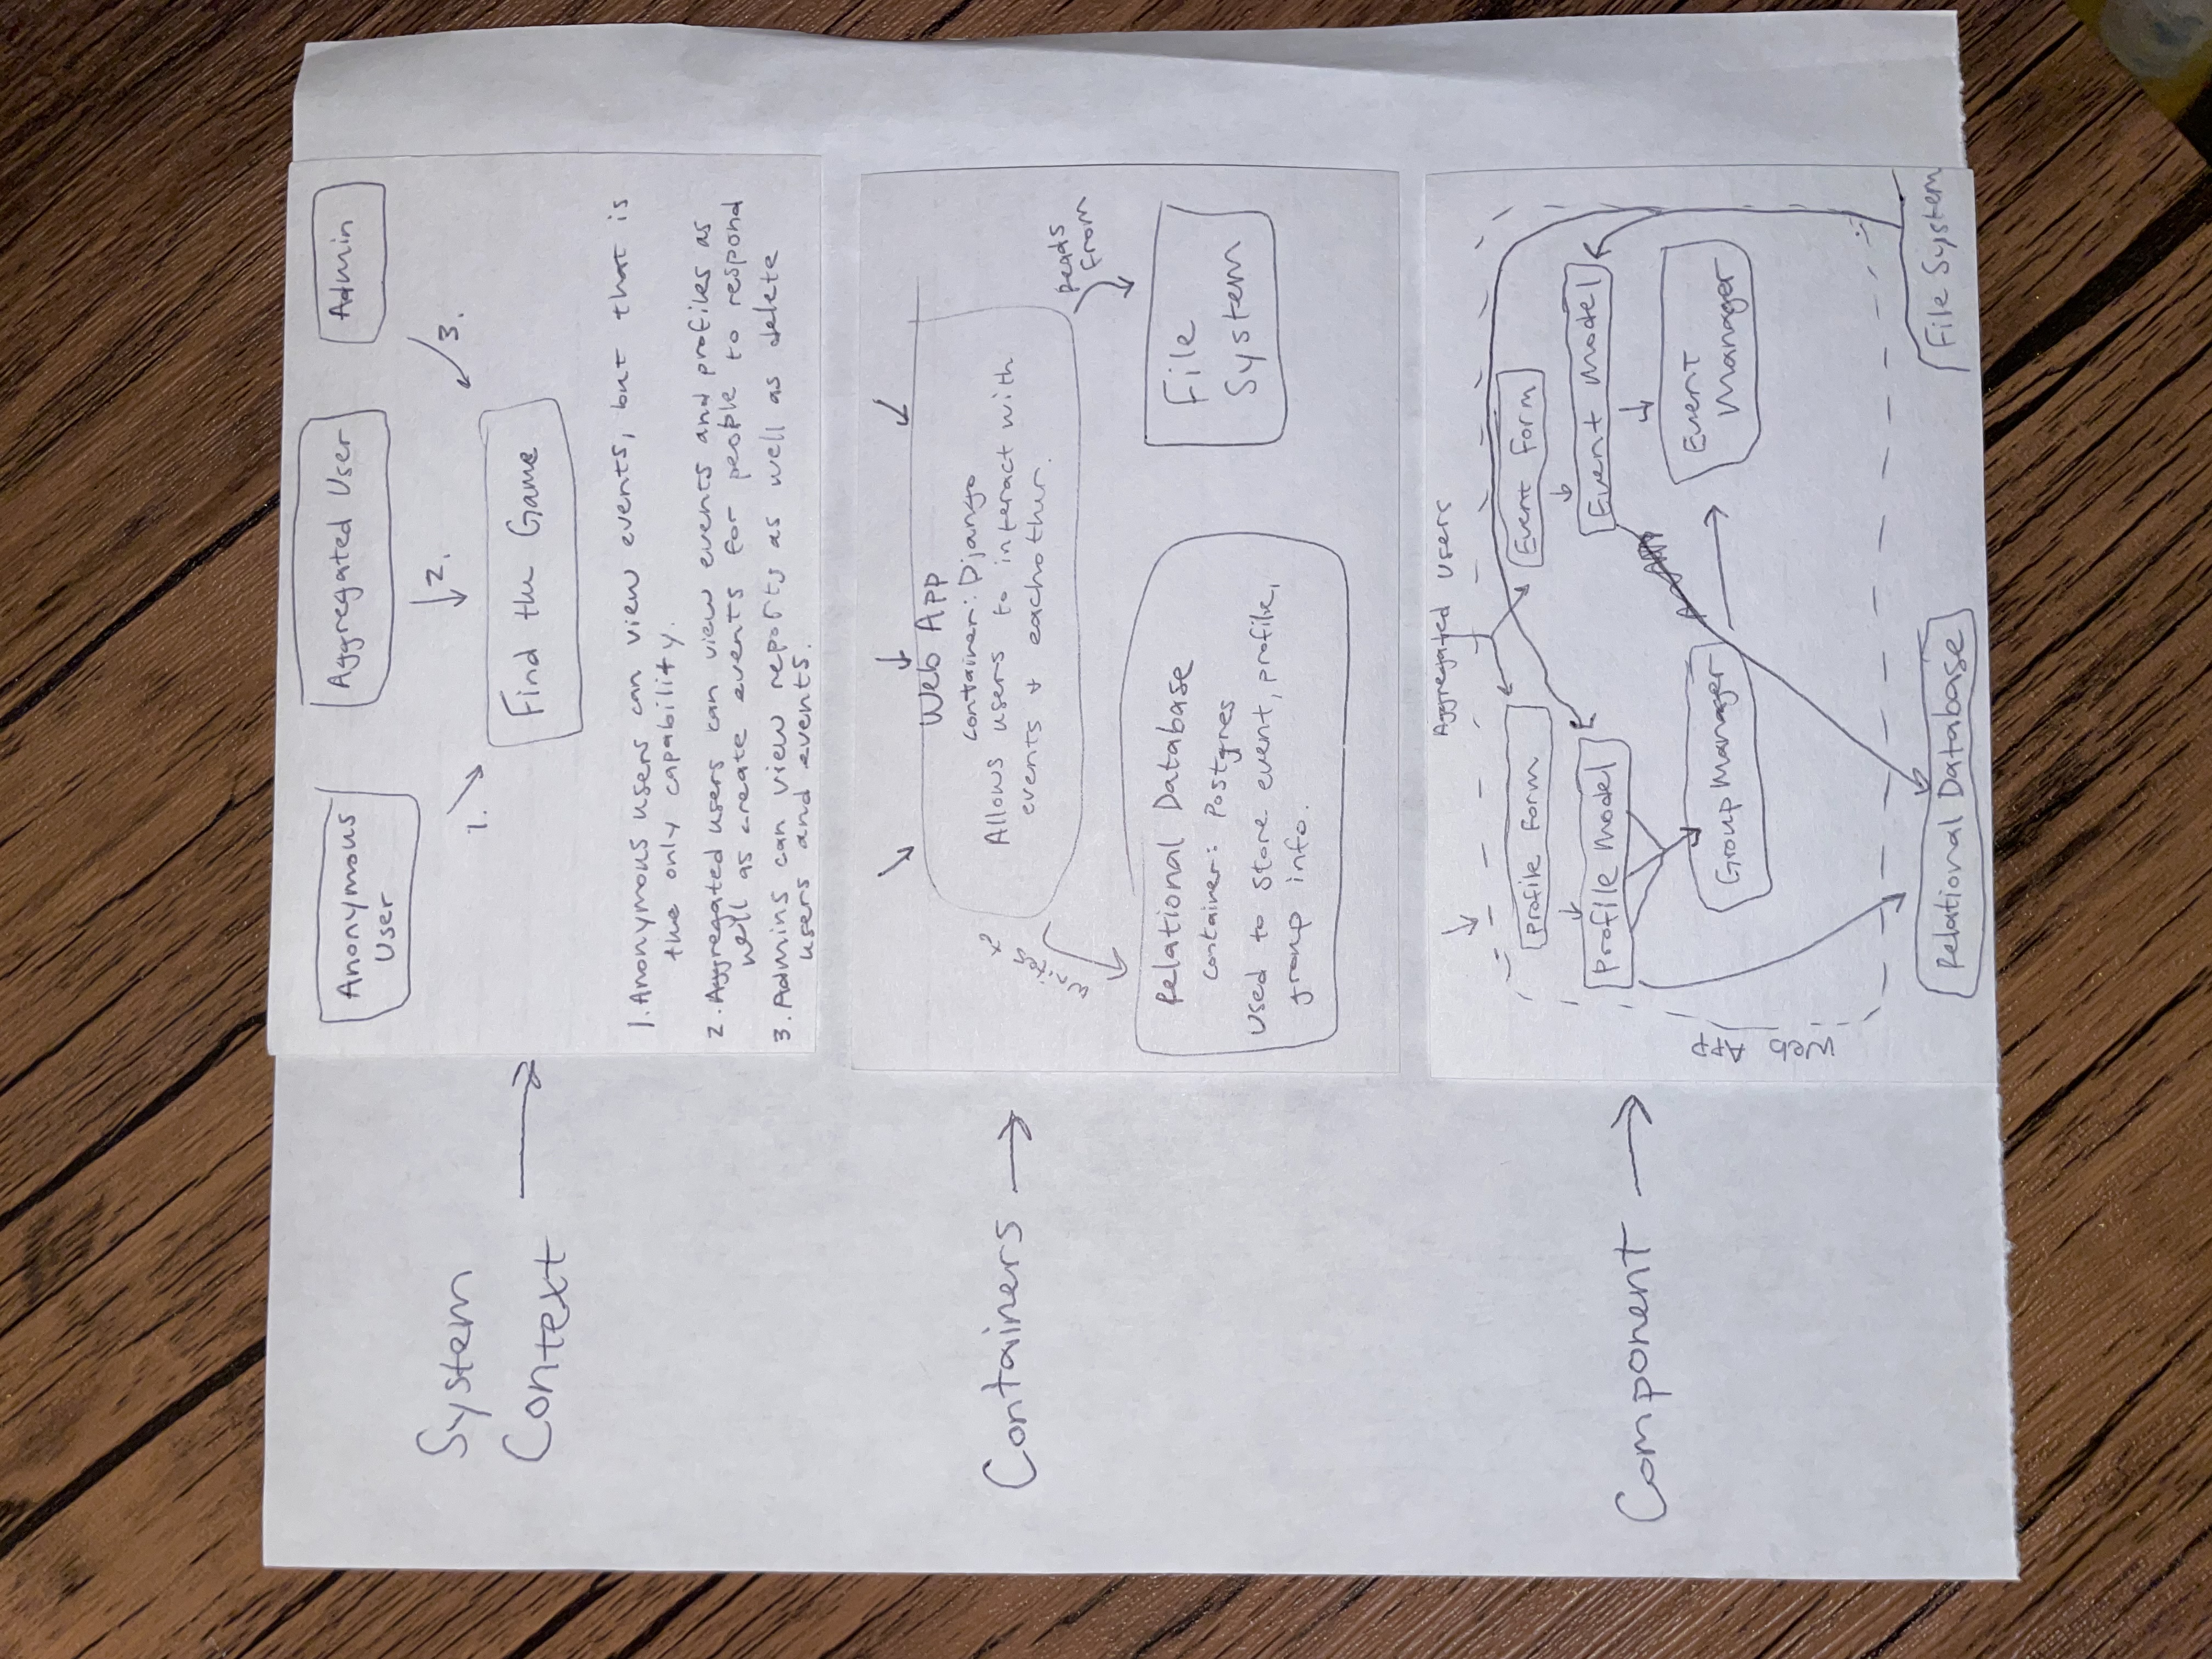 System
Context
Anonymous
User
Aggregated User
Admin
1.
2.
3.
Find the Game
1. Anonymous users can view events, but that is
the only capability.
2. Aggregated users can view events and profiles as
well as create events for people to respond
3. Admins can view reports as well as delete
users and events.
Containers
Web App
container: Django
Allows users to interact with
events + eachother.
writes to
Reads
from
Relational Database
container: Postgres
Used to store event, profile,
group info.
File
System
Component
Aggregated users
Profile Form
Event Form
Profile Model
Event Model
Group Manager
Event
Manager
Web App
Relational Database
File System